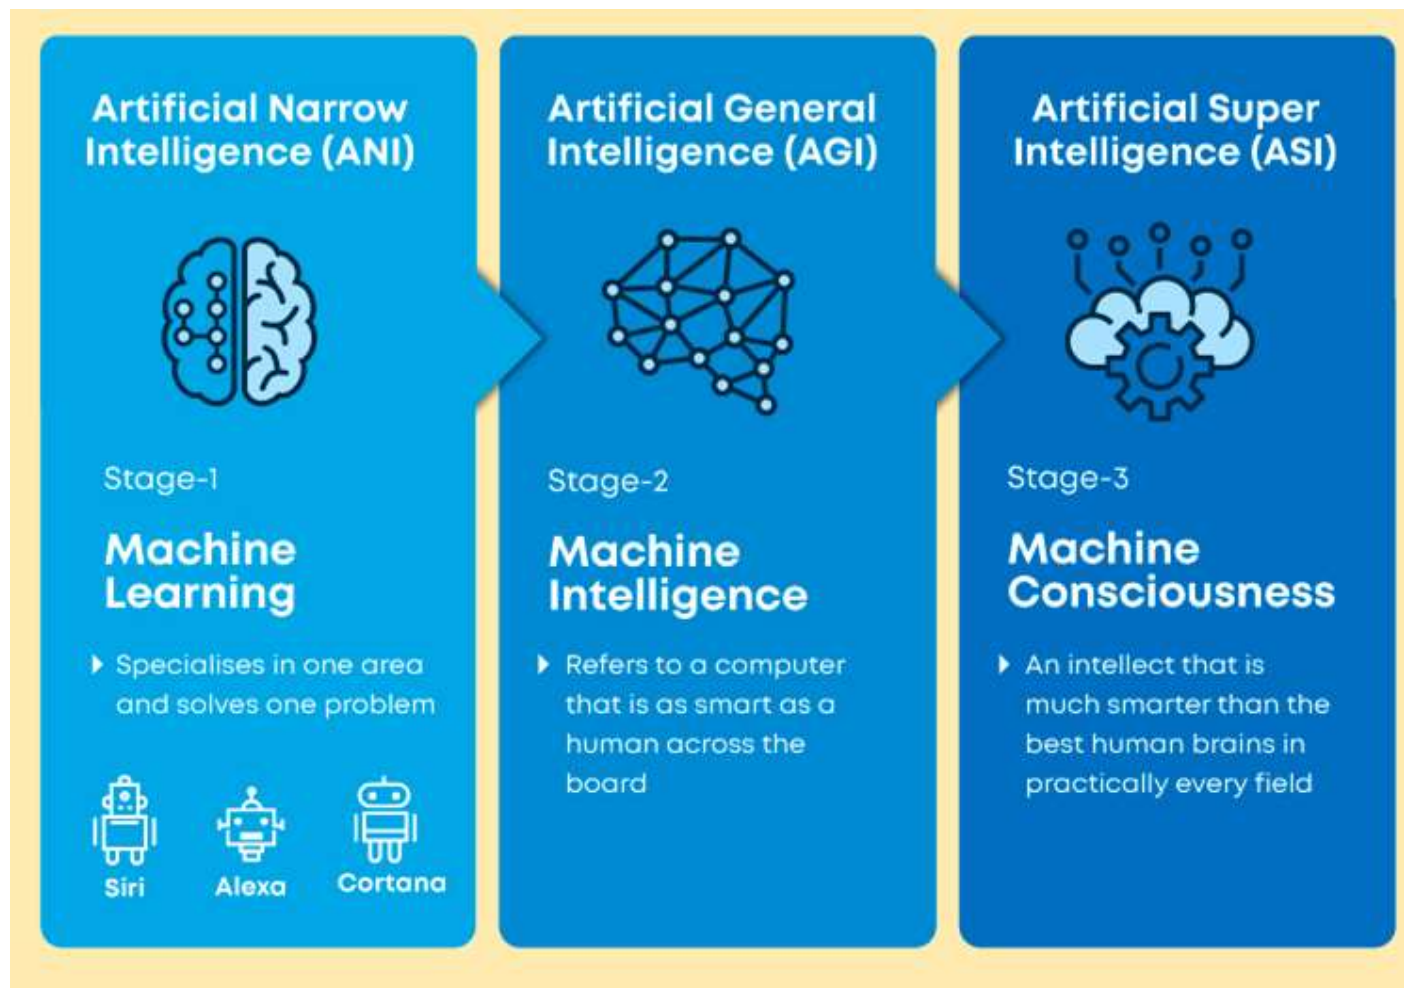 Artificial Narrow
Intelligence (ANI)
Stage-1
Machine
Learning
Specialises in one area
and solves one problem
Siri
Alexa
Cortana
Artificial General
Intelligence (AGI)
Stage-2
Machine
Intelligence
Refers to a computer
that is as smart as a
human across the
board
Artificial Super
Intelligence (ASI)
Stage-3
Machine
Consciousness
An intellect that is
much smarter than the
best human brains in
practically every field